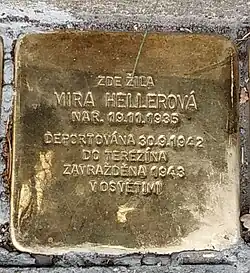 ZDE ŽILA
MIRA HELLEROVÁ
NAR. 19.11.1935
DEPORTOVÁNA 30.9.1942
DO TEREZÍNA
ZAVRAŽDĚNA 1943
V OSVĚTIMI